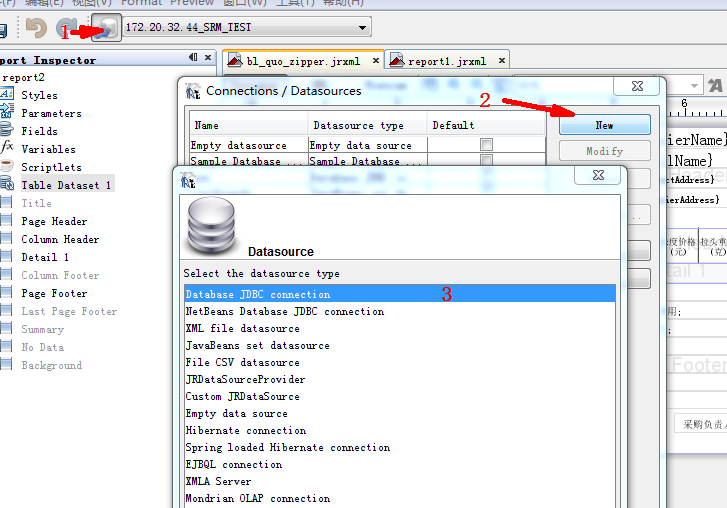 编辑(E) 视图(V) Format Preview 窗口(W) 工具(T) 帮助(H)
1
172.20.32.44_SRM_TEST
port Inspector
bl_quo_zipper.jrxml
report1.jrxml
report2
Styles
Parameters
Fields
Variables
Scriptlets
Table Dataset 1
Title
Page Header
Column Header
Detail 1
Column Footer
Page Footer
Last Page Footer
Summary
No Data
Background
Connections / Datasources
2
Name
Datasource type
Default
New
Empty datasource
Empty data source
Modify
Sample Database ...
Sample Database ...
Datasource
Select the datasource type
Database JDBC connection
3
NetBeans Database JDBC connection
XML file datasource
JavaBeans set datasource
File CSV datasource
JRDataSourceProvider
Custom JRDataSource
Empty data source
Hibernate connection
Spring loaded Hibernate connection
EJBQL connection
XMLA Server
Mondrian OLAP connection
6
ierName}
lName}
ctAddress}
ierAddress}
度价格
(元)
拉头重
(克)
ail 1
用;
Footer
采购负责人